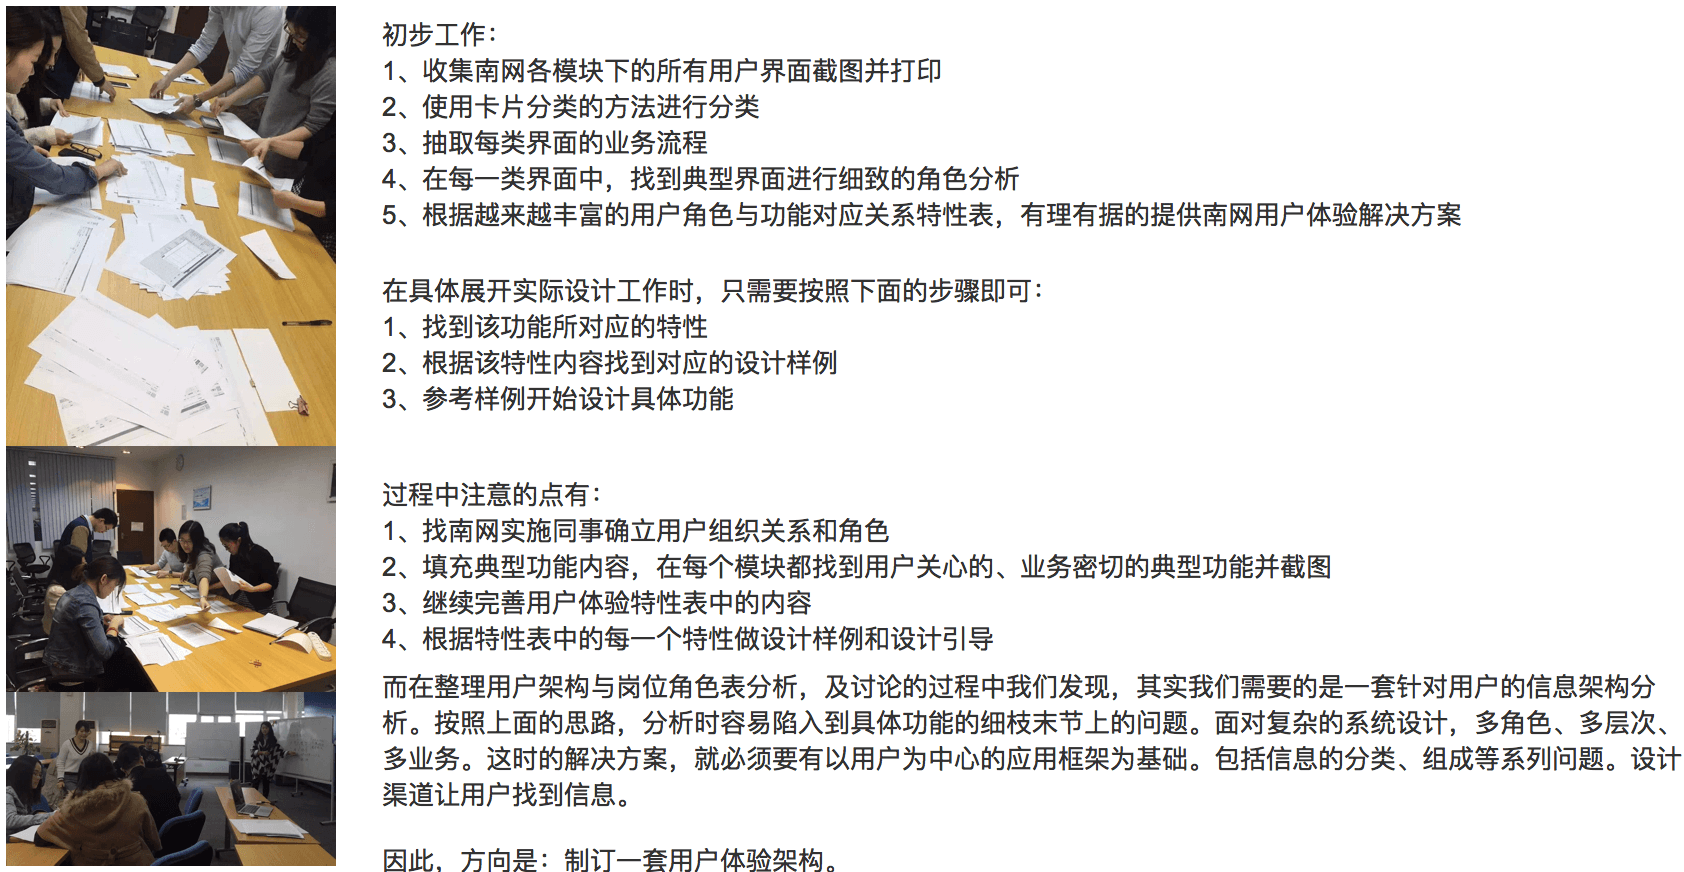 初步工作：
1、收集南网各模块下的所有用户界面截图并打印
2、使用卡片分类的方法进行分类
3、抽取每类界面的业务流程
4、在每一类界面中，找到典型界面进行细致的角色分析
5、根据越来越丰富的用户角色与功能对应关系特性表，有理有据的提供南网用户体验解决方案
在具体展开实际设计工作时，只需要按照下面的步骤即可：
1、找到该功能所对应的特性
2、根据该特性内容找到对应的设计样例
3、参考样例开始设计具体功能
过程中注意的点有：
1、找南网实施同事确立用户组织关系和角色
2、填充典型功能内容，在每个模块都找到用户关心的、业务密切的典型功能并截图
3、继续完善用户体验特性表中的内容
4、根据特性表中的每一个特性做设计样例和设计引导
而在整理用户架构与岗位角色表分析，及讨论的过程中我们发现，其实我们需要的是一套针对用户的信息架构分
析。按照上面的思路，分析时容易陷入到具体功能的细枝末节上的问题。面对复杂的系统设计，多角色、多层次、
多业务。这时的解决方案，就必须要有以用户为中心的应用框架为基础。包括信息的分类、组成等系列问题。设计
渠道让用户找到信息。
因此，方向是：制订一套用户体验架构。